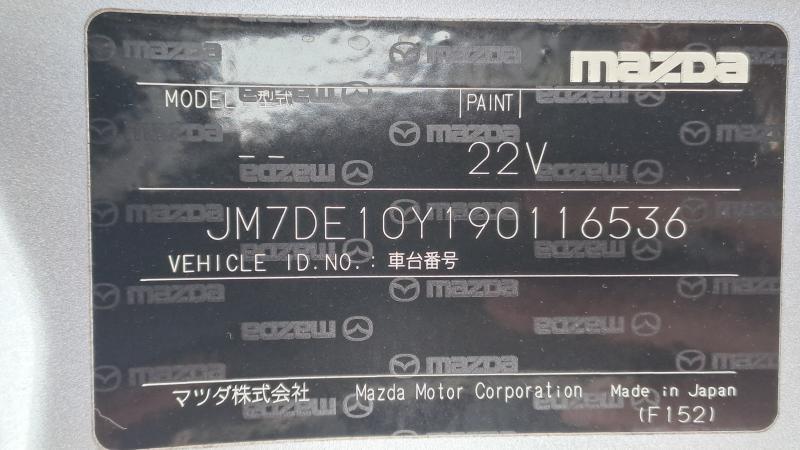 mazda
MODEL 型式 PAINT
-- 22V
JM7DE10Y190116536
VEHICLE ID.NO.: 車台番号
マツダ株式会社 Mazda Motor Corporation Made in Japan
(F152)